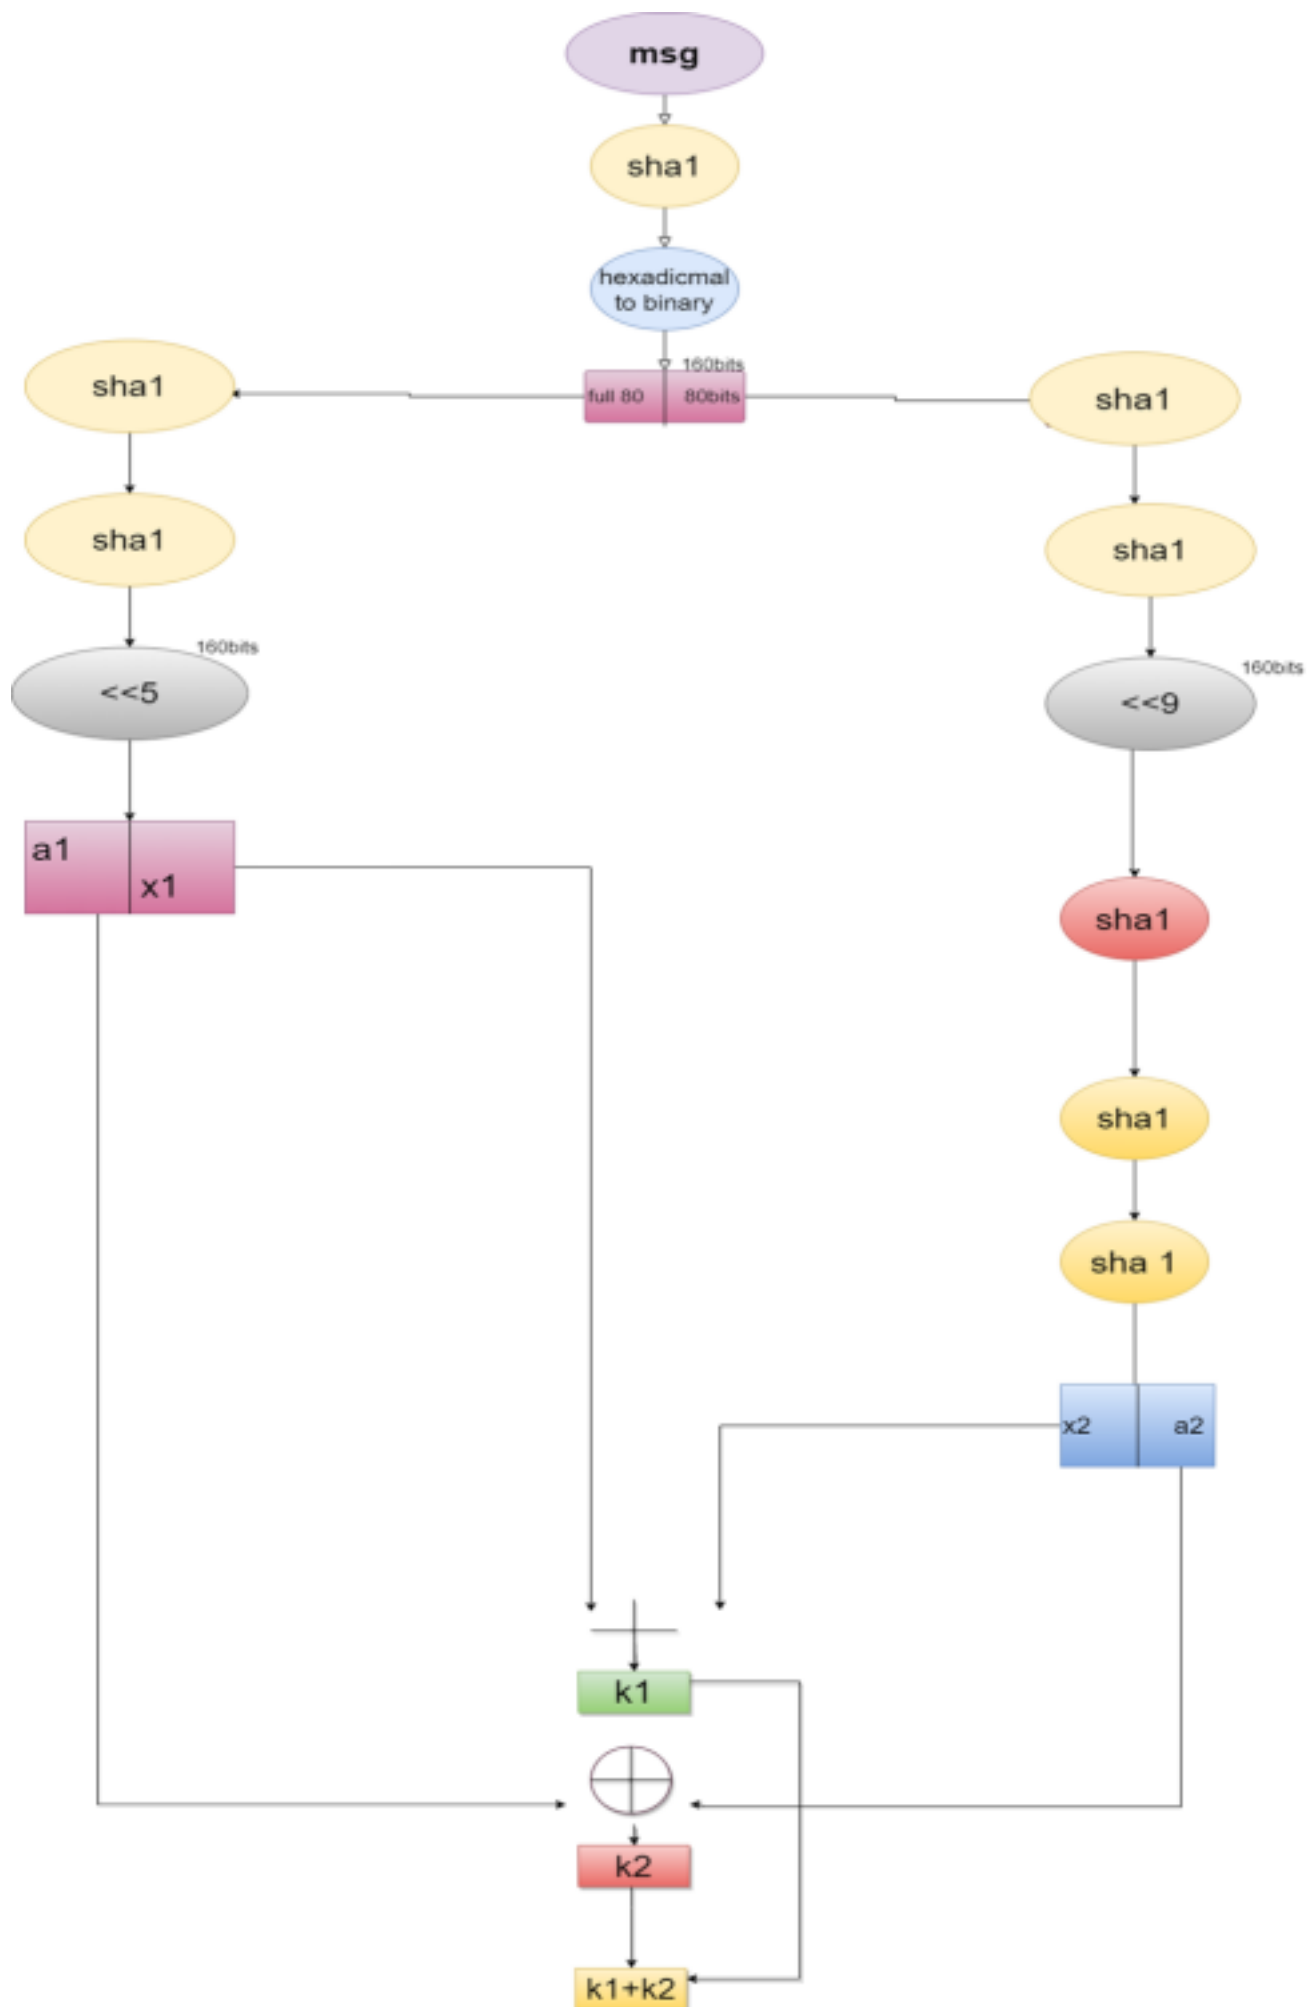 msg
sha1
hexadicmal
to binary
160bits
full 80
80bits
sha1
sha1
sha1
sha1
160bits
<<5
160bits
<<9
a1
x1
sha1
sha1
sha 1
x2
a2
k1
k2
k1+k2